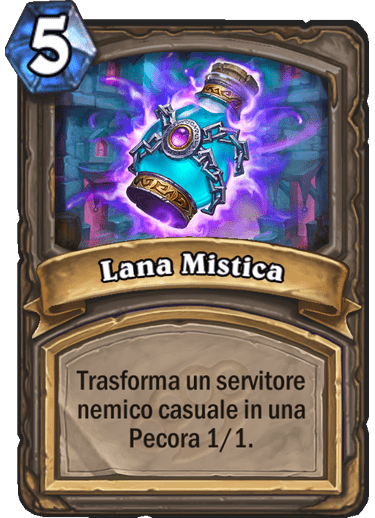 5
Lana Mistica
Trasforma un servitore
nemico casuale in una
Pecora 1/1.